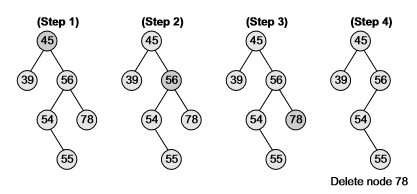 (Step 1) (Step 2) (Step 3) (Step 4)
45 45 45 45
39 56 39 56 39 56 39 56
54 78 54 78 54 78 54
55 55 55 55
Delete node 78